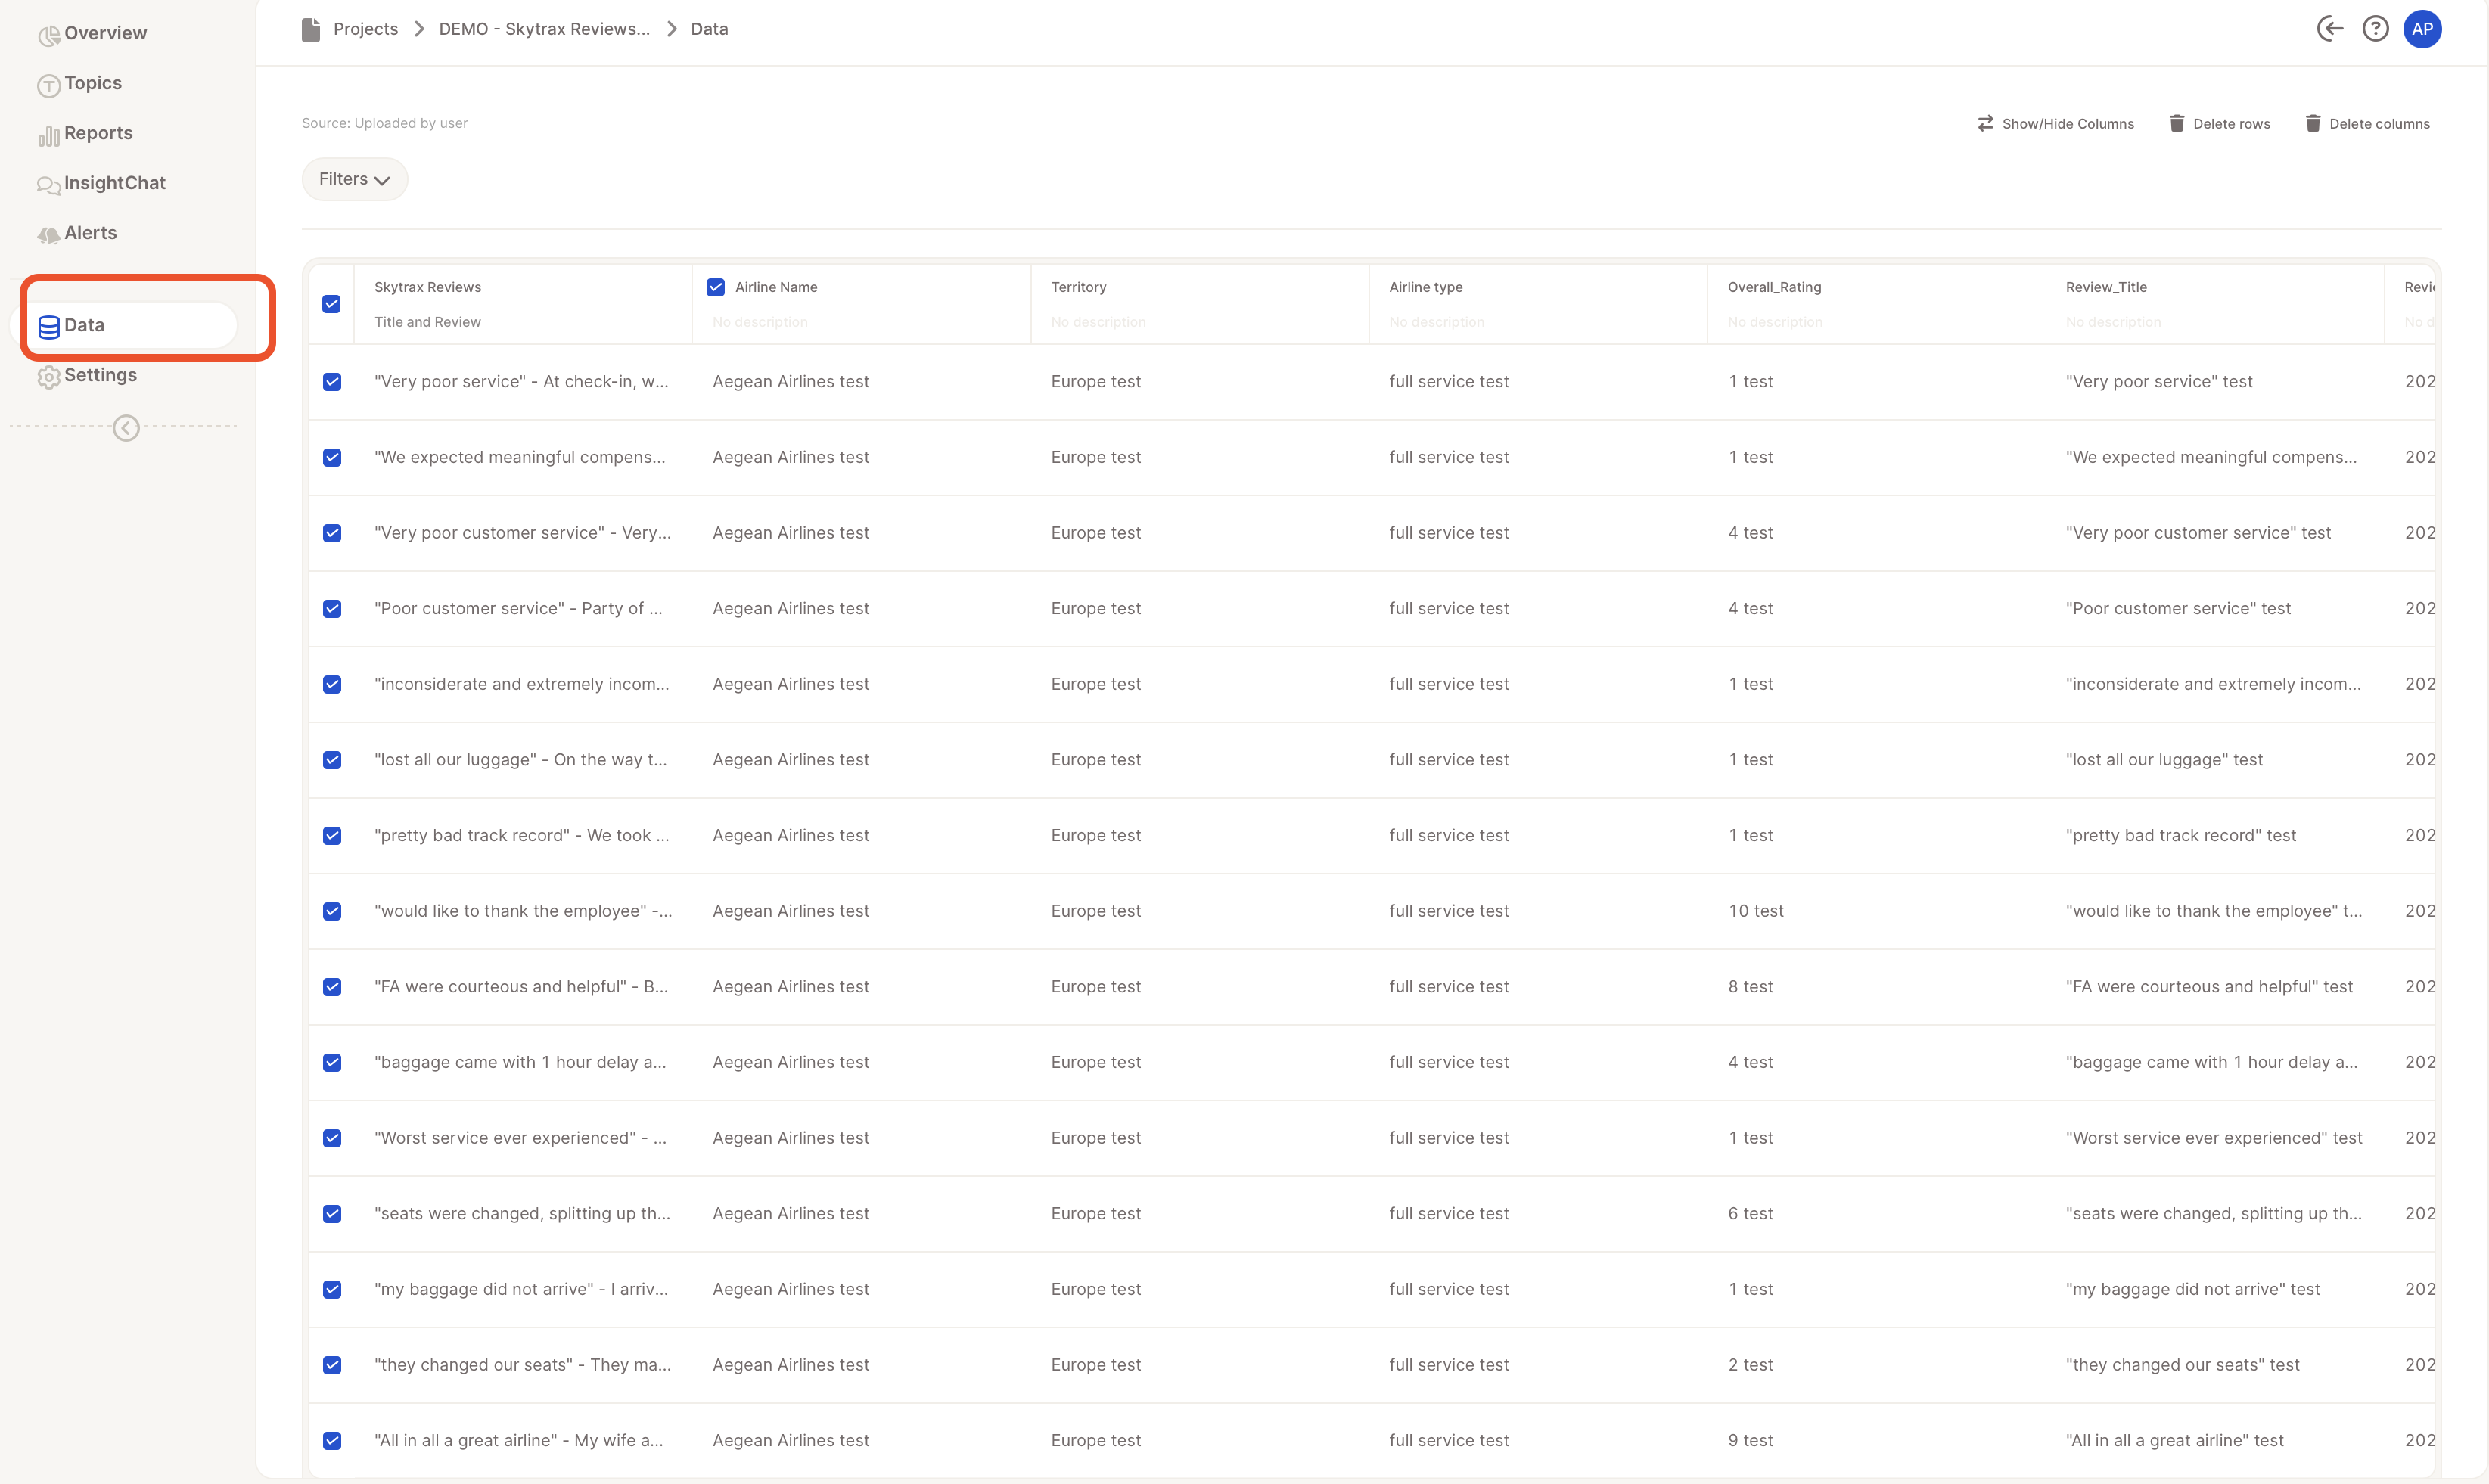 Overview
Topics
Reports
InsightChat
Alerts
Data
Settings
Projects > DEMO - Skytrax Reviews... > Data
AP
Source: Uploaded by user
Show/Hide Columns Delete rows Delete columns
Filters
Skytrax Reviews Airline Name Territory Airline type Overall_Rating Review_Title Revi
Title and Review No description No description No description No description No description No d
"Very poor service" - At check-in, w... Aegean Airlines test Europe test full service test 1 test "Very poor service" test 202
"We expected meaningful compens... Aegean Airlines test Europe test full service test 1 test "We expected meaningful compens... 202
"Very poor customer service" - Very... Aegean Airlines test Europe test full service test 4 test "Very poor customer service" test 202
"Poor customer service" - Party of ... Aegean Airlines test Europe test full service test 4 test "Poor customer service" test 202
"inconsiderate and extremely incom... Aegean Airlines test Europe test full service test 1 test "inconsiderate and extremely incom... 202
"lost all our luggage" - On the way t... Aegean Airlines test Europe test full service test 1 test "lost all our luggage" test 202
"pretty bad track record" - We took ... Aegean Airlines test Europe test full service test 1 test "pretty bad track record" test 202
"would like to thank the employee" -... Aegean Airlines test Europe test full service test 10 test "would like to thank the employee" t... 202
"FA were courteous and helpful" - B... Aegean Airlines test Europe test full service test 8 test "FA were courteous and helpful" test 202
"baggage came with 1 hour delay a... Aegean Airlines test Europe test full service test 4 test "baggage came with 1 hour delay a... 202
"Worst service ever experienced" - ... Aegean Airlines test Europe test full service test 1 test "Worst service ever experienced" test 202
"seats were changed, splitting up th... Aegean Airlines test Europe test full service test 6 test "seats were changed, splitting up th... 202
"my baggage did not arrive" - I arriv... Aegean Airlines test Europe test full service test 1 test "my baggage did not arrive" test 202
"they changed our seats" - They ma... Aegean Airlines test Europe test full service test 2 test "they changed our seats" test 202
"All in all a great airline" - My wife a... Aegean Airlines test Europe test full service test 9 test "All in all a great airline" test 202